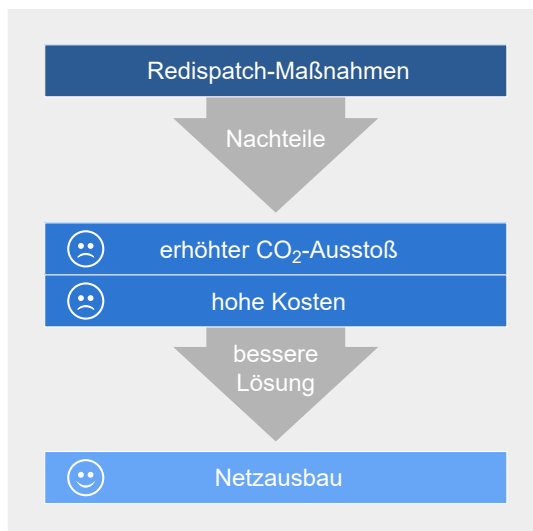 Redispatch-Maßnahmen
Nachteile
erhöhter CO₂-Ausstoß
hohe Kosten
bessere
Lösung
Netzausbau